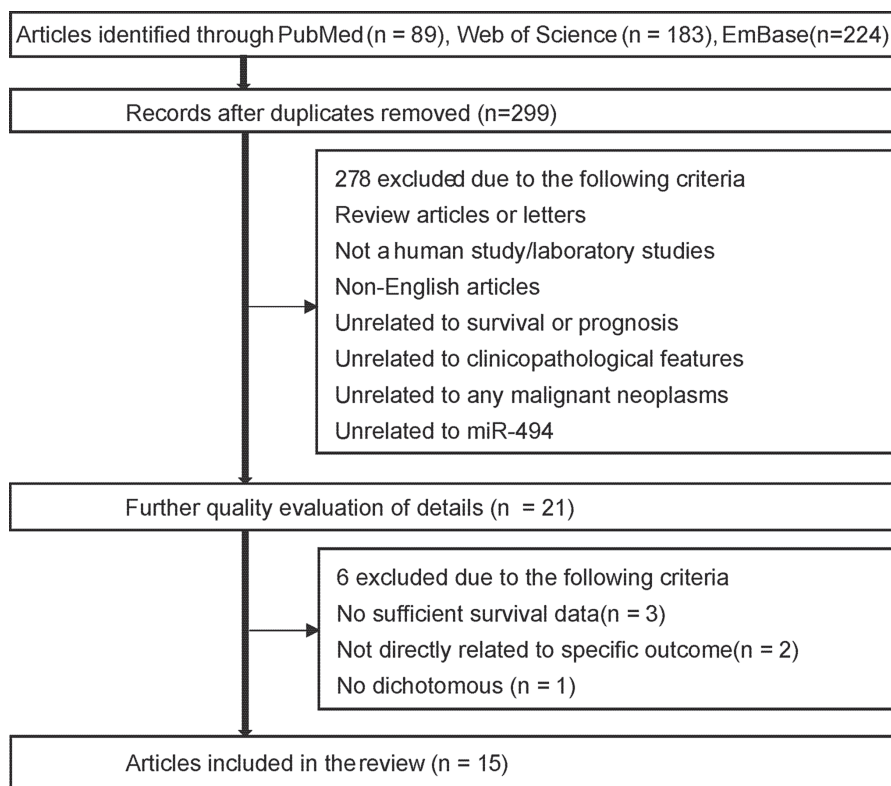 Articles identified through PubMed (n = 89), Web of Science (n = 183), EmBase(n=224)
Records after duplicates removed (n=299)
278 excluded due to the following criteria
Review articles or letters
Not a human study/laboratory studies
Non-English articles
Unrelated to survival or prognosis
Unrelated to clinicopathological features
Unrelated to any malignant neoplasms
Unrelated to miR-494
Further quality evaluation of details (n = 21)
6 excluded due to the following criteria
No sufficient survival data(n = 3)
Not directly related to specific outcome(n = 2)
No dichotomous (n = 1)
Articles included in the review (n = 15)